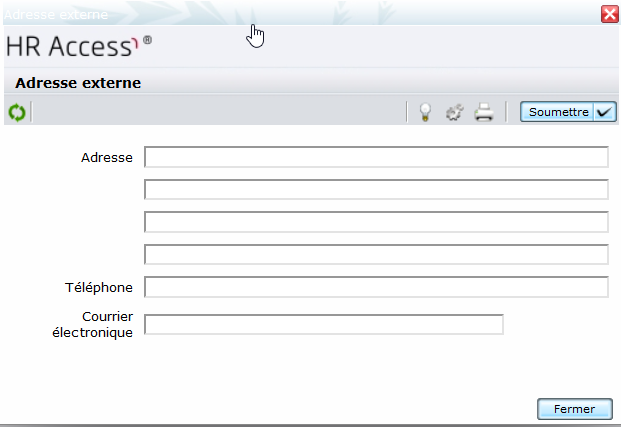 Adresse externe
HR Access®
Adresse externe
Soumettre
Adresse
Téléphone
Courrier
électronique
Fermer